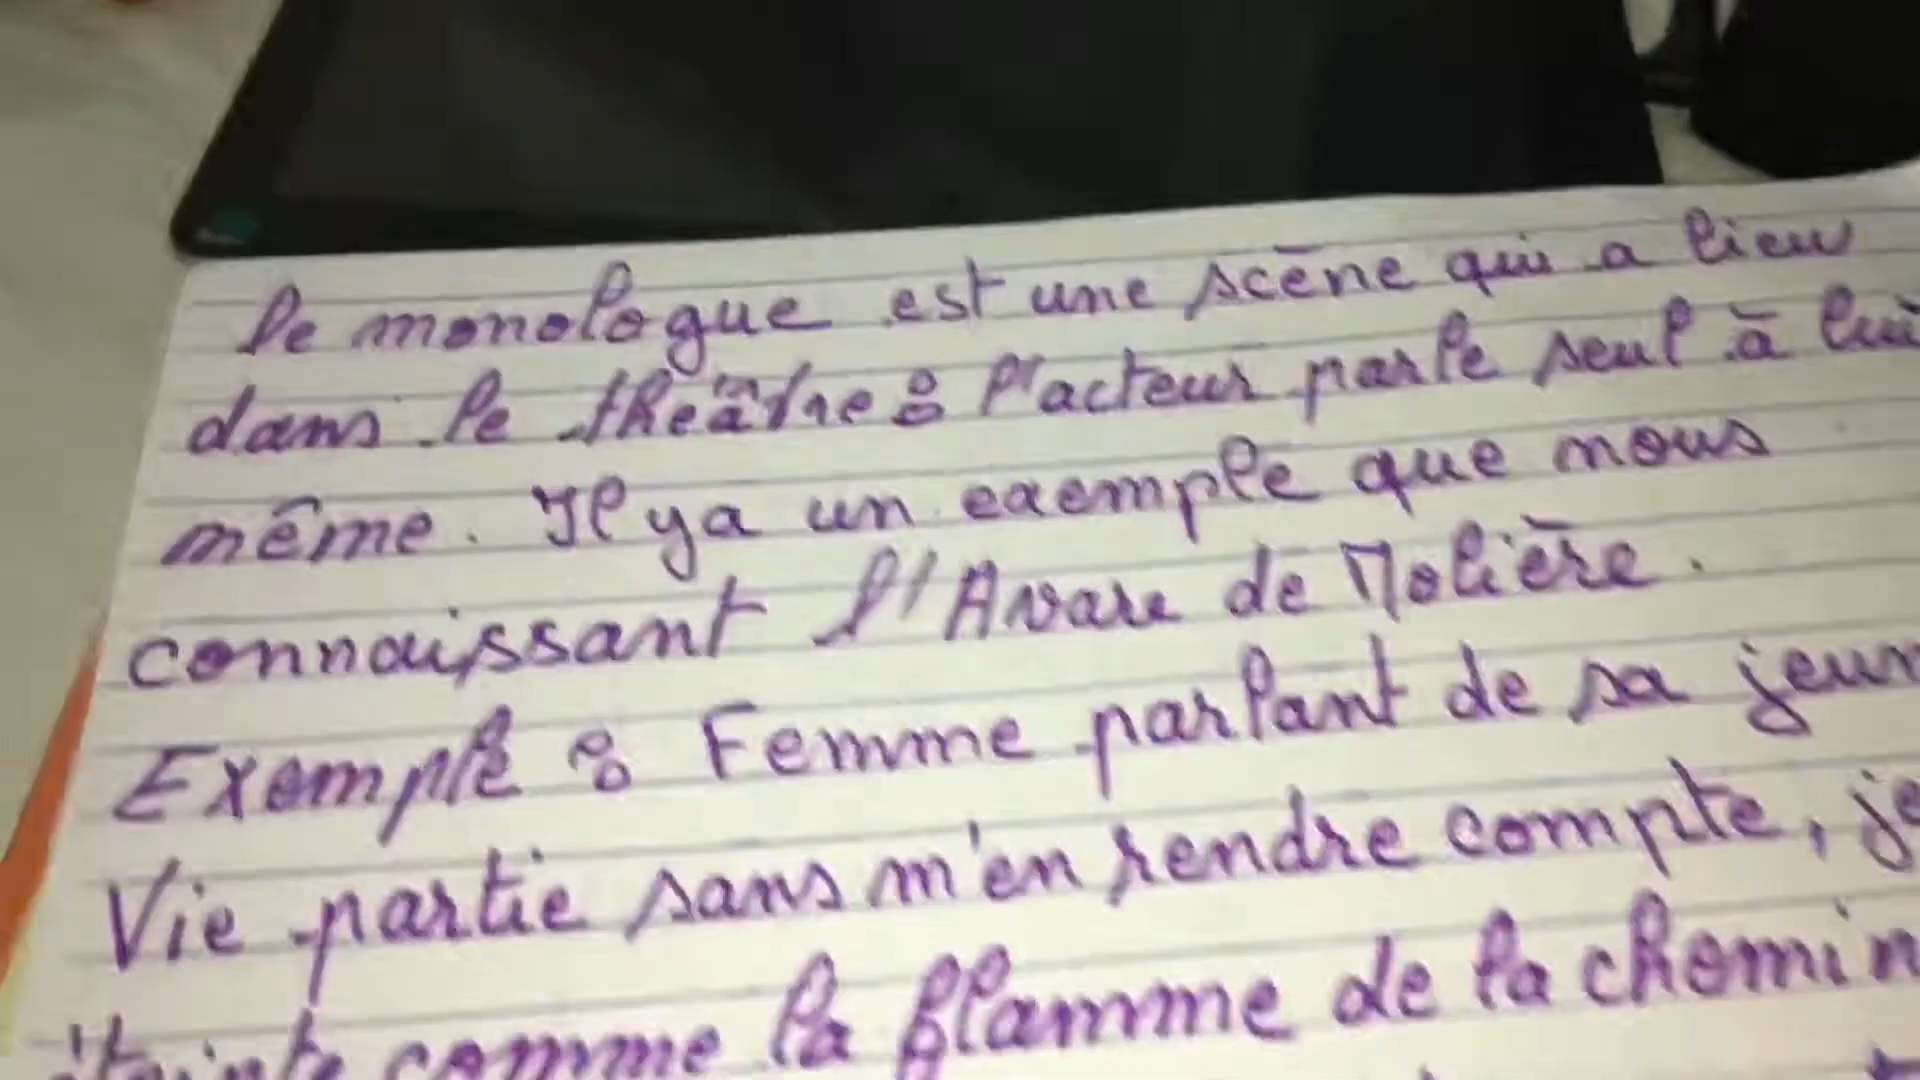 Le monologue est une scène qui a lieu
dans le theâtre : l'acteur parle seul à lui
même. Il y a un exemple que nous
connaissant l'Avare de Molière.
Exemple : Femme parlant de sa
Vie partie sans m'en rendre compte, je
comme la flamme de la